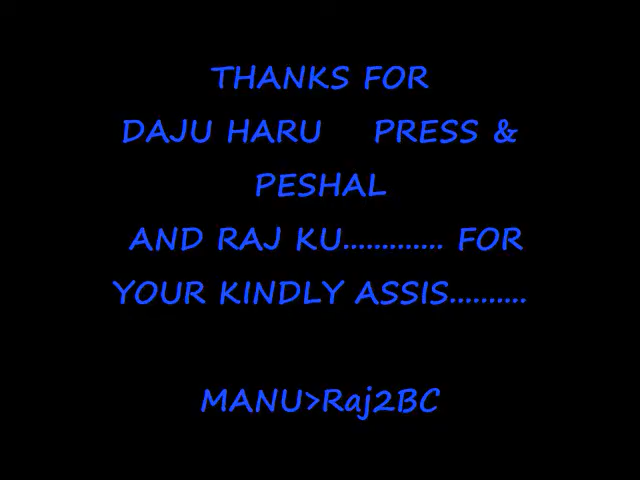 THANKS FOR
DAJU HARU PRESS &
PESHAL
AND RAJ KU............. FOR
YOUR KINDLY ASSIS..........
MANU>Raj2BC